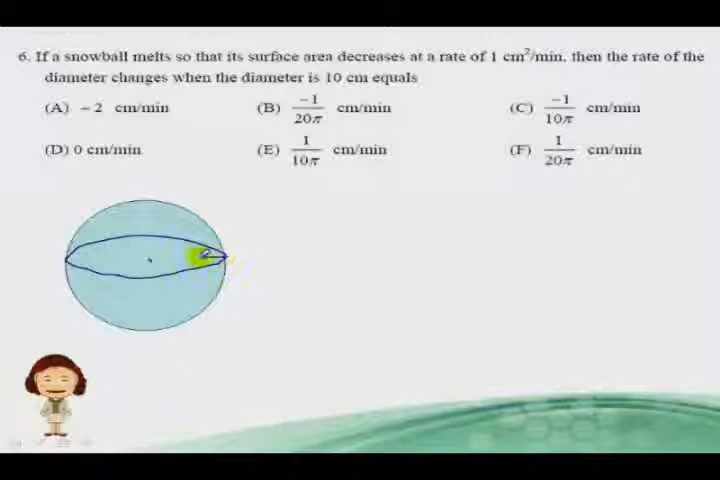 6. If a snowball melts so that its surface area decreases at a rate of 1 cm²/min, then the rate of the
diameter changes when the diameter is 10 cm equals
(A) -2 cm/min (B) -1/20π cm/min (C) -1/10π cm/min
(D) 0 cm/min (E) 1/10π cm/min (F) 1/20π cm/min